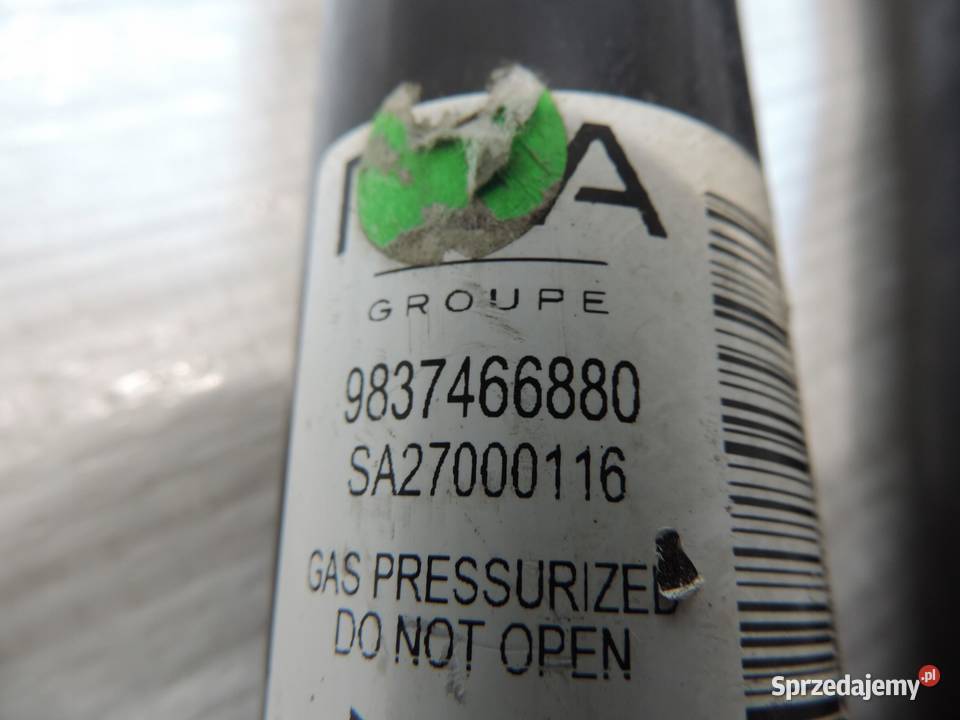 GROUPE
9837466880
SA27000116
GAS PRESSURIZED
DO NOT OPEN
Sprzedajemy.pl